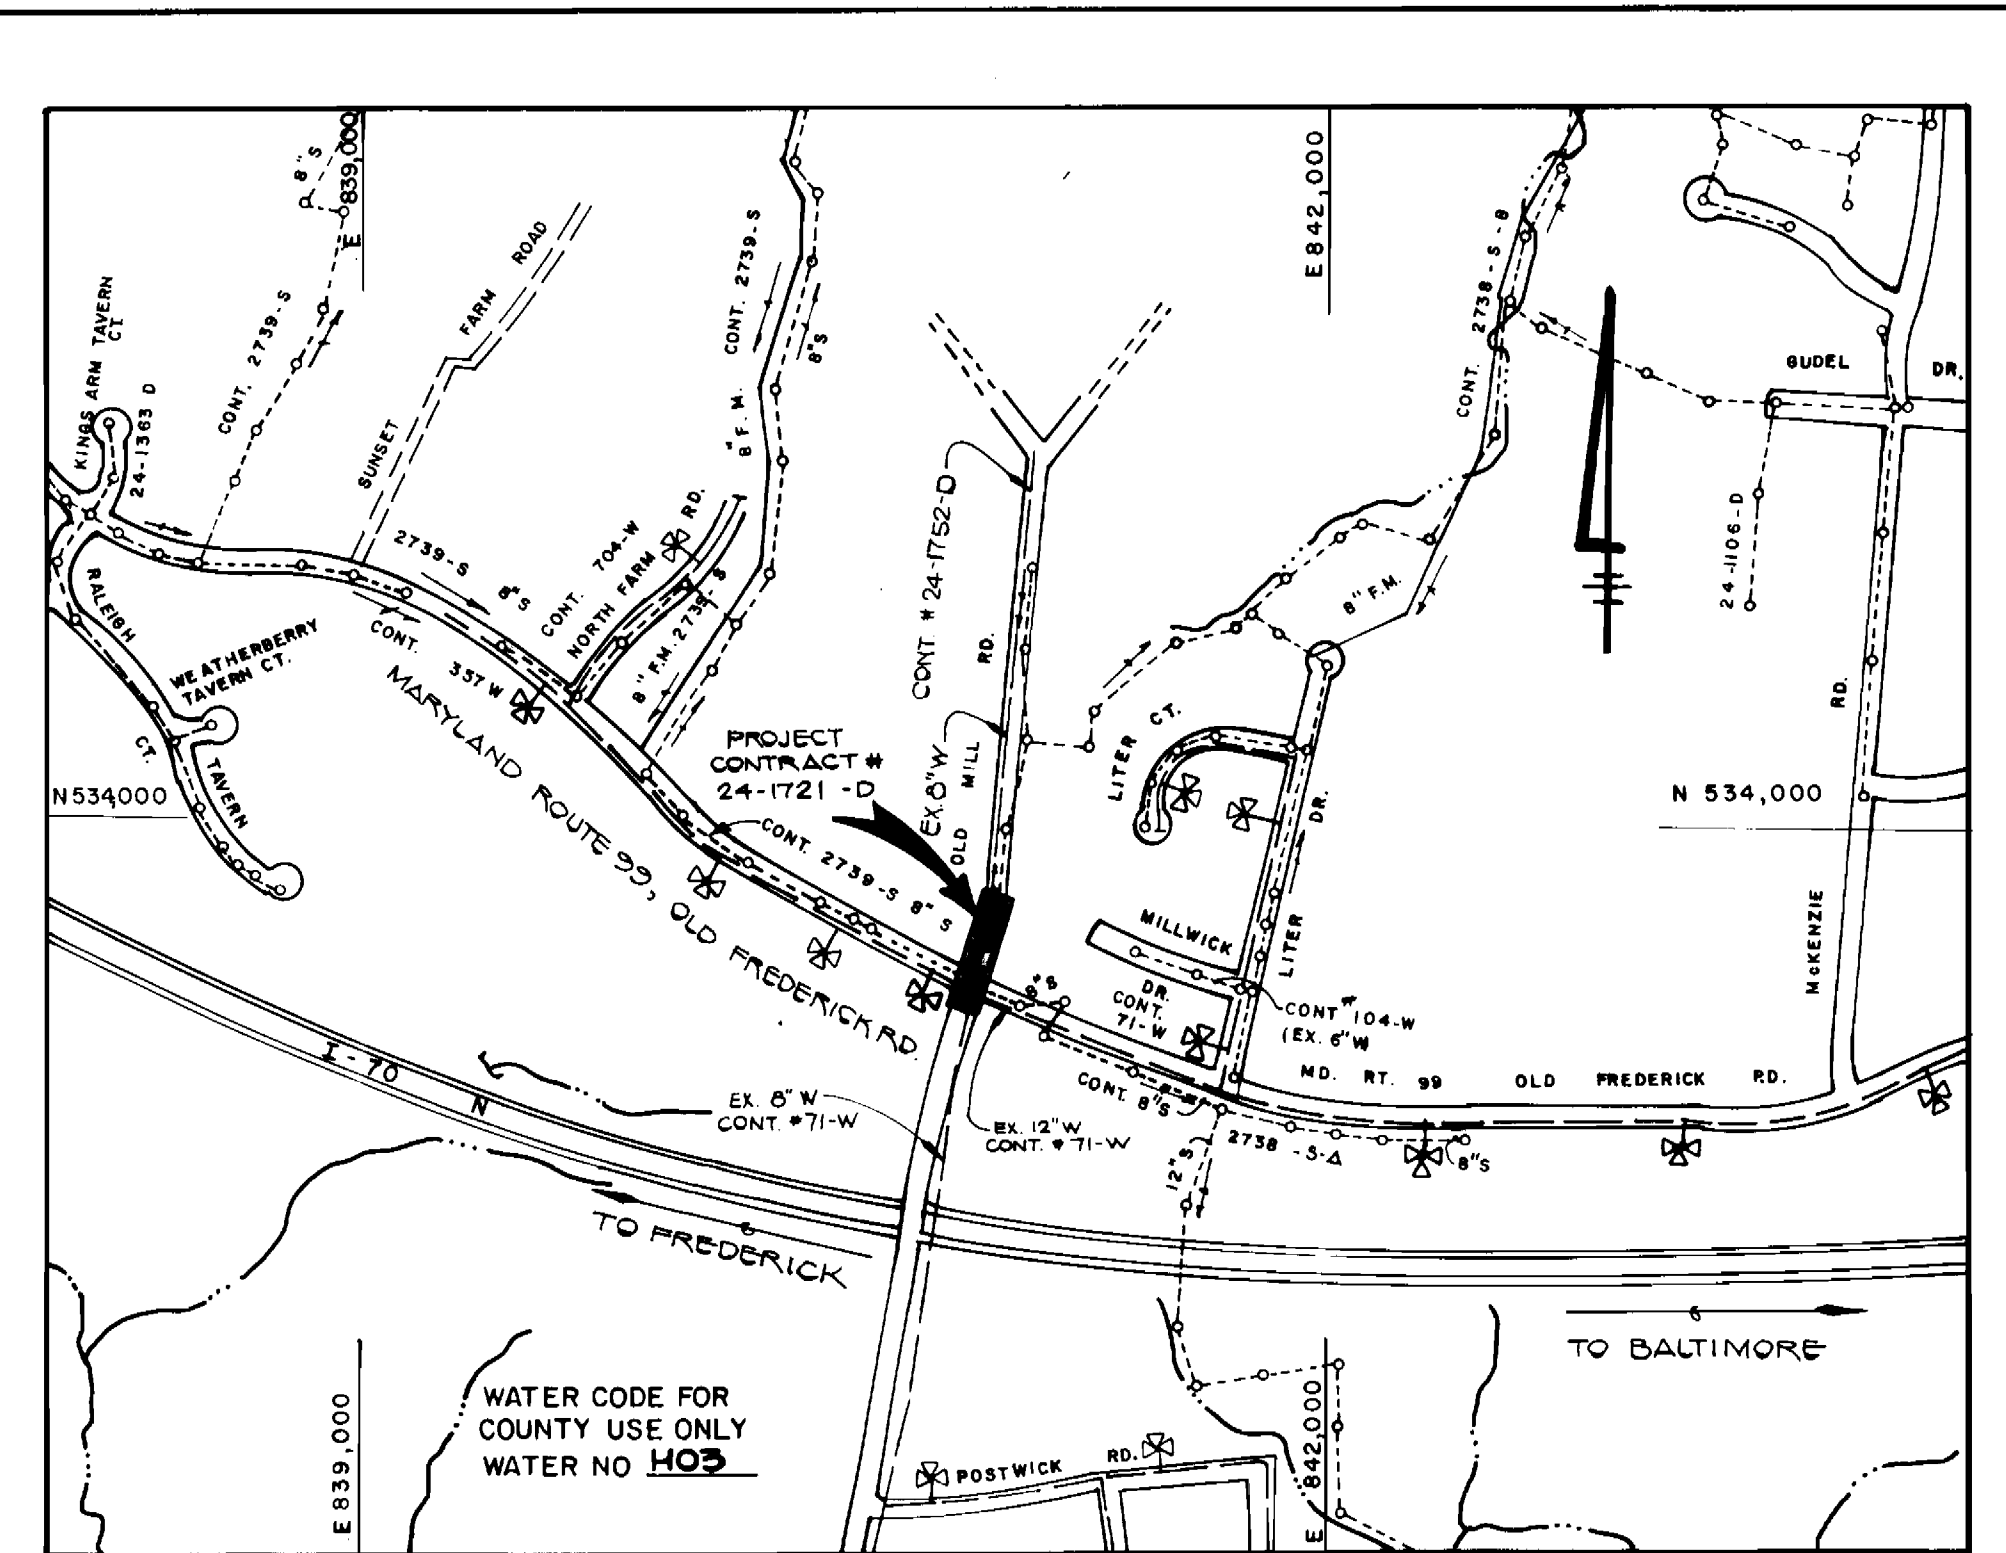 8"S
E 839,000
KINGS ARM TAVERN
CT
24-1363 D
CONT. 2739-S
SUNSET FARM ROAD
CONT. 2739-S
8"S
8" F.M.
E 842,000
CONT. 2738-S-B
GUDEL DR.
24-1106-D
2739-S
8"S
CONT. 704-W
NORTH FARM RD.
8" F.M. 2739-S
CONT. # 24-1752-D
EX. 8"W
OLD MILL RD.
8" F.M.
RALEIGH
TAVERN
CT.
WEATHERBERRY
TAVERN CT.
CONT. 337 W
MARYLAND ROUTE 99, OLD FREDERICK RD.
PROJECT
CONTRACT #
24-1721-D
LITER CT.
LITER DR.
N534000
N 534,000
CONT. 2739-S 8"S
McKENZIE RD.
MILLWICK
DR.
CONT.
71-W
8"S
CONT # 104-W
(EX. 6"W)
I-70
N
MD. RT. 99 OLD FREDERICK RD.
EX. 8" W
CONT. #71-W
EX. 12"W
CONT. #71-W
CONT. 8"S
2738-S-A
8"S
12"S
TO FREDERICK
TO BALTIMORE
E 839,000
WATER CODE FOR
COUNTY USE ONLY
WATER NO H03
POSTWICK RD.
E 842,000